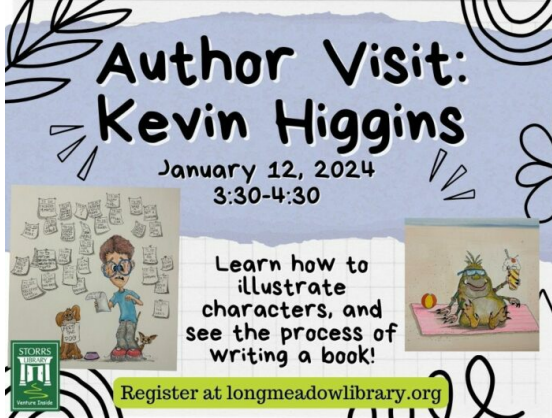 Author Visit:
Kevin Higgins
January 12, 2024
3:30-4:30
Learn how to
illustrate
characters, and
see the process of
writing a book!
STORRS
LIBRARY
Venture Inside
Register at longmeadowlibrary.org